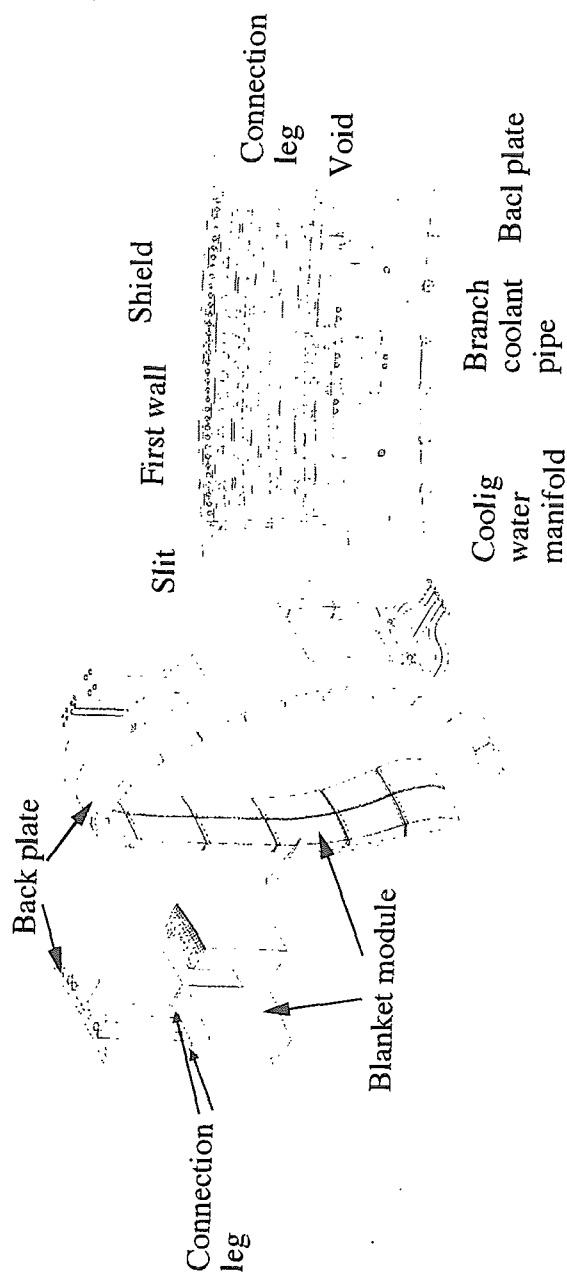 Back plate
Connection
leg
Blanket module
Slit
First wall
Shield
Connection
leg
Void
Coolig
water
manifold
Branch
coolant
pipe
Bacl plate